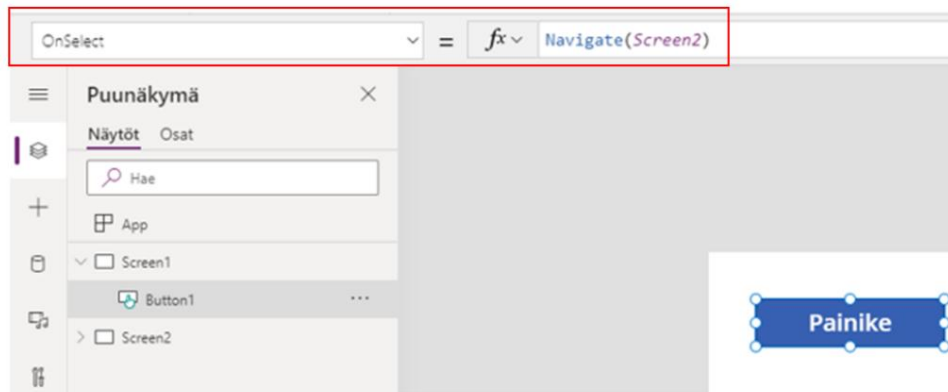 OnSelect = fx Navigate(Screen2)
Puunäkymä
Näytöt Osat
Hae
App
Screen1
Button1
Screen2
Painike